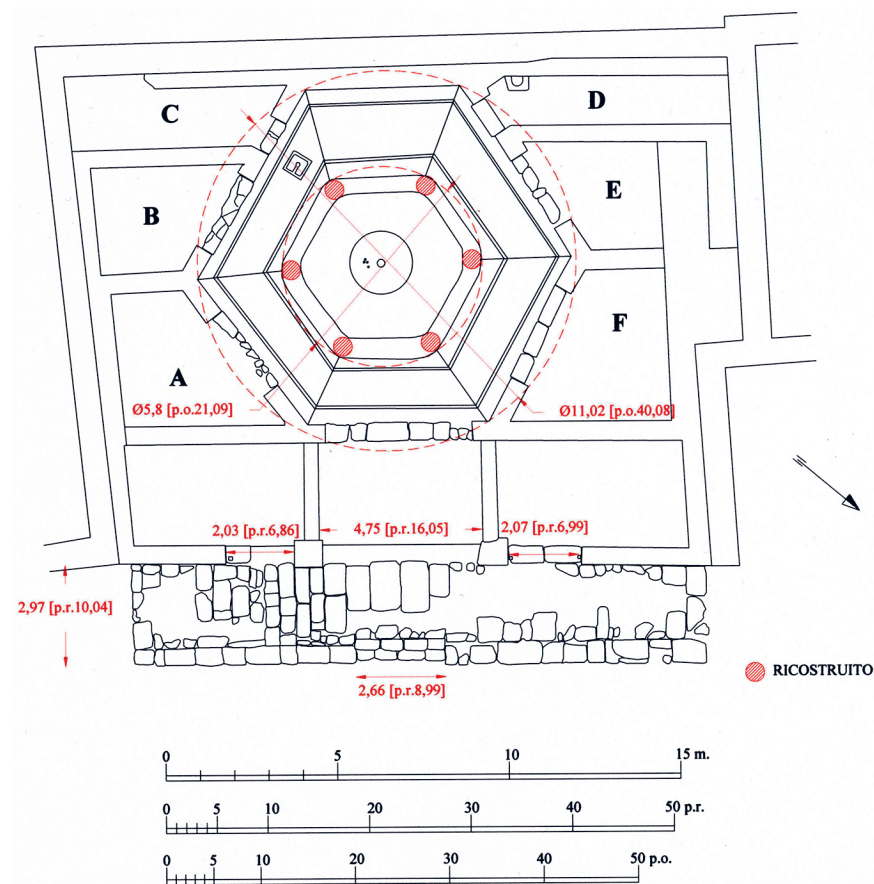 C
D
B
E
F
A
Ø5,8 [p.o.21,09]
Ø11,02 [p.o.40,08]
2,03 [p.r.6,86]
4,75 [p.r.16,05]
2,07 [p.r.6,99]
2,97 [p.r.10,04]
RICOSTRUITO
2,66 [p.r.8,99]
0 5 10 15 m.
0 5 10 20 30 40 50 p.r.
0 5 10 20 30 40 50 p.o.